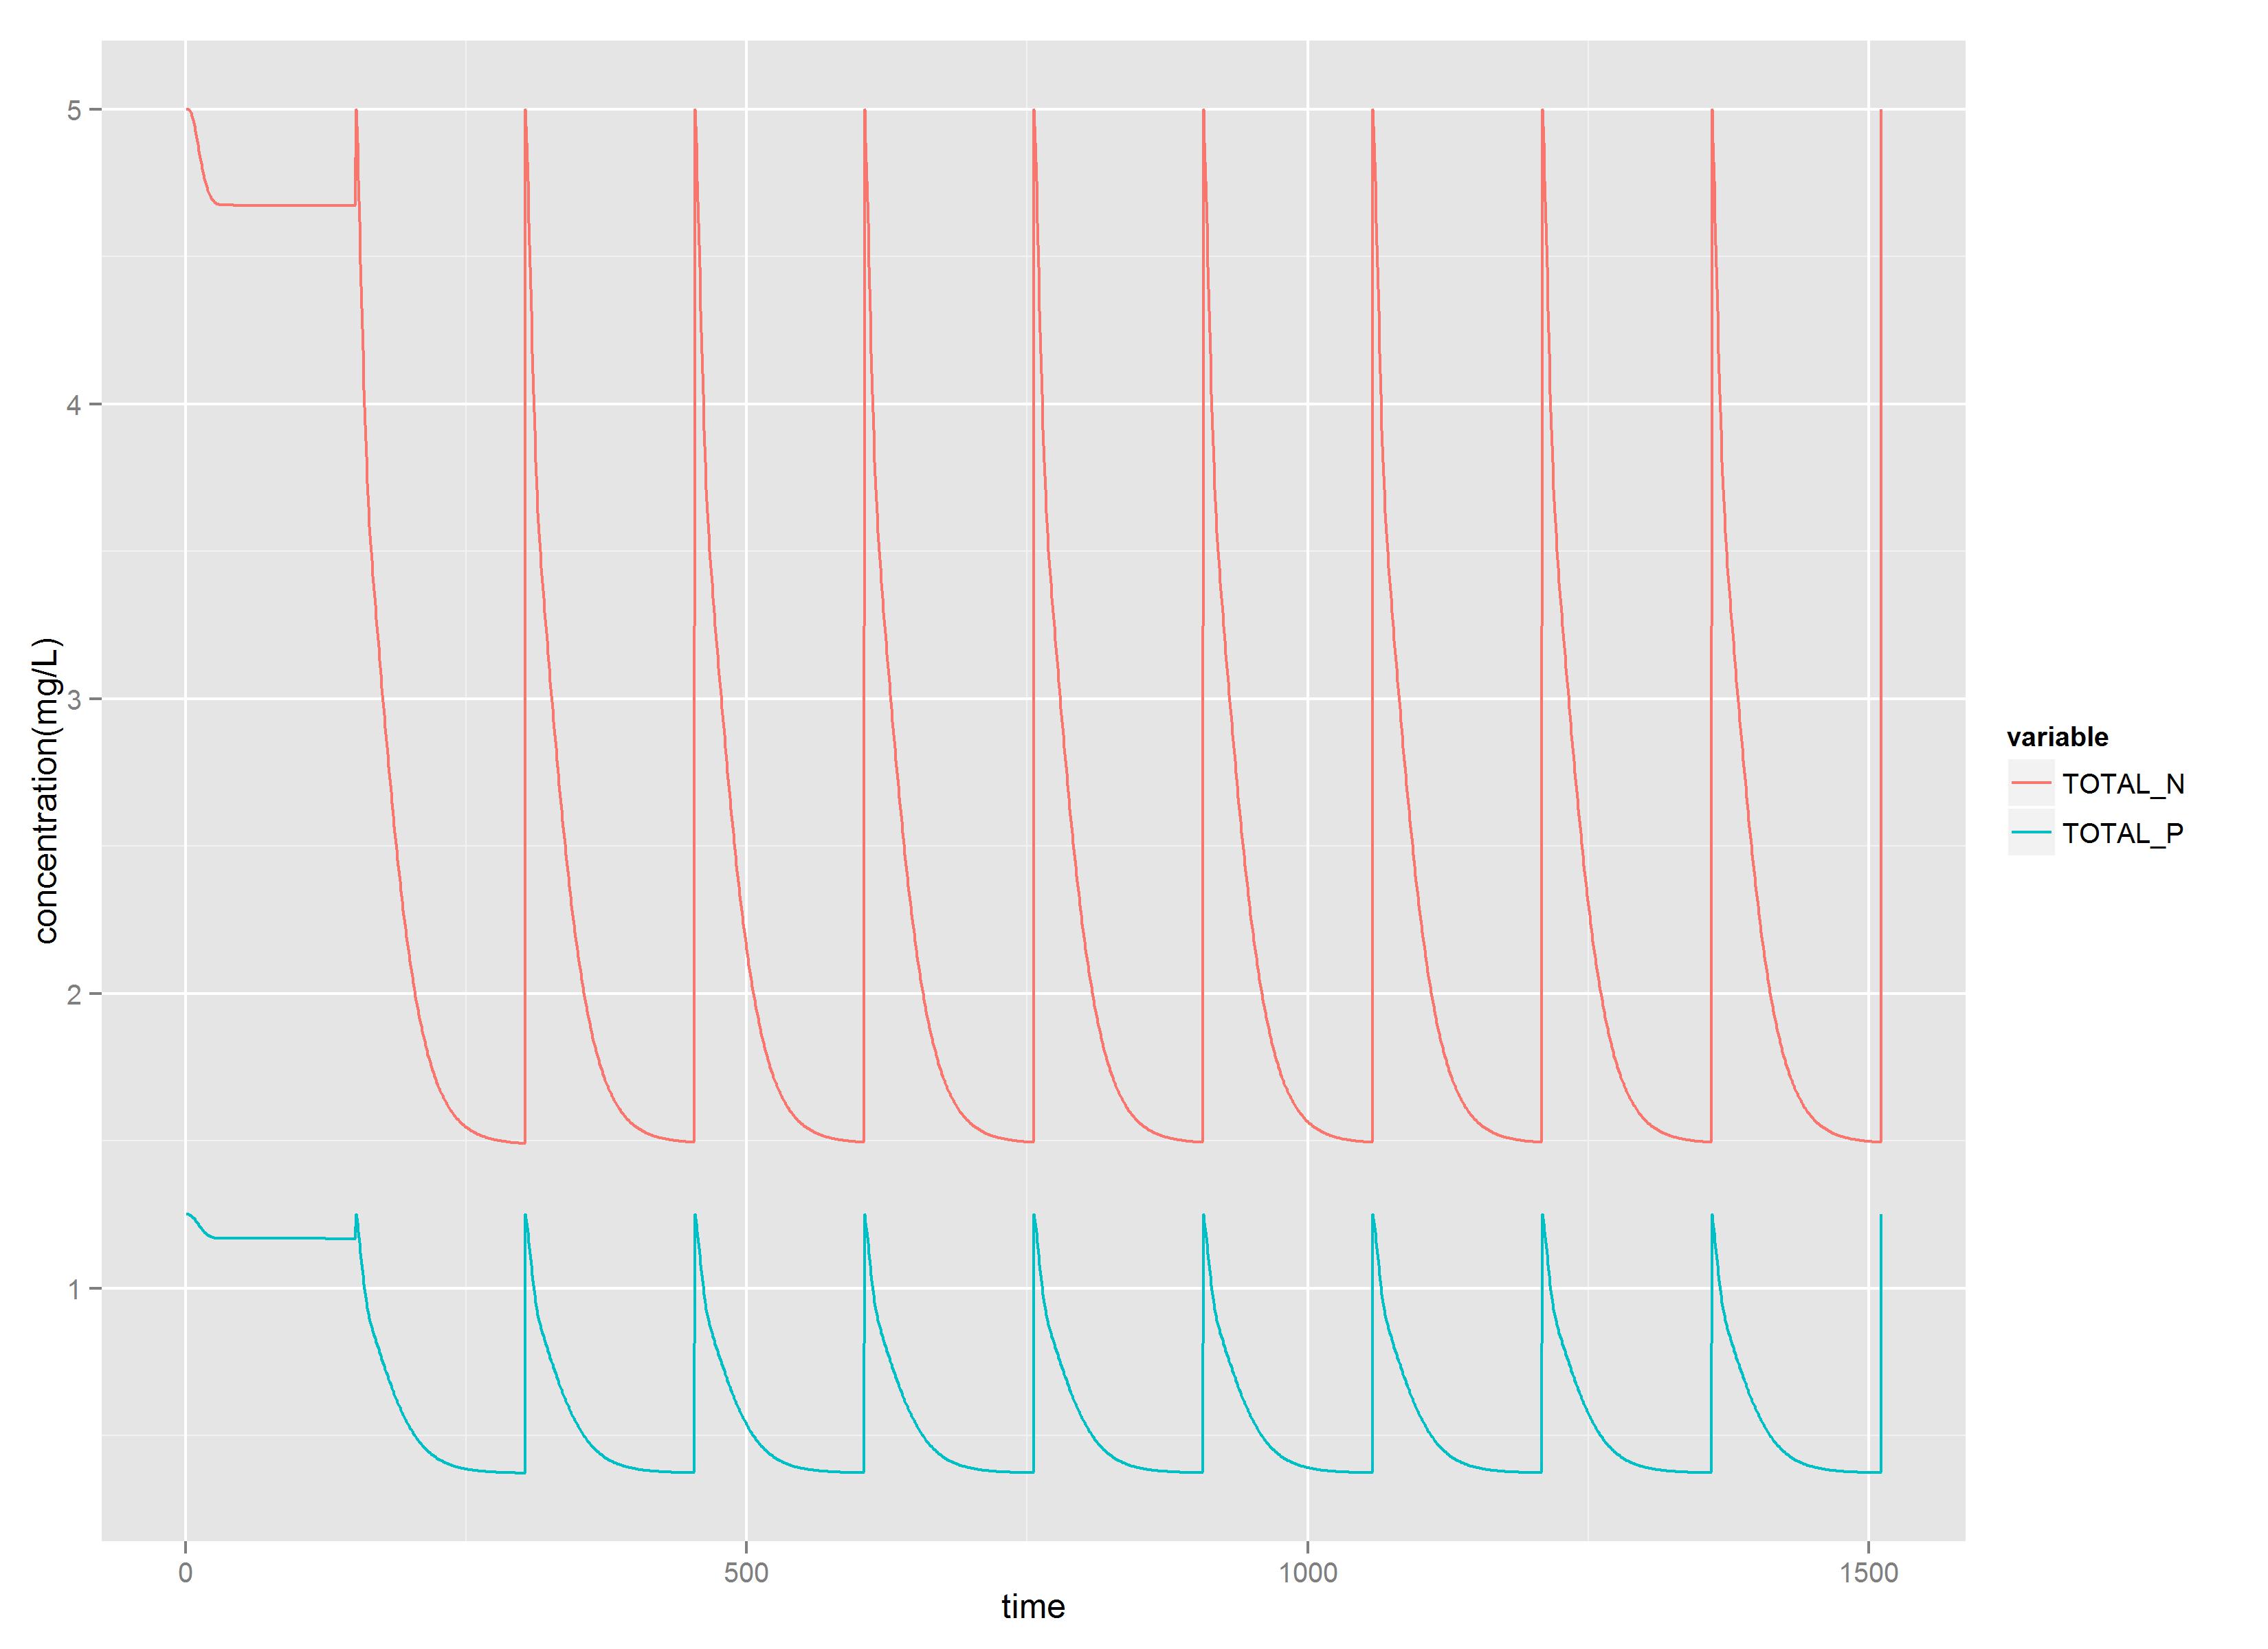 5
4
3
2
1
concentration(mg/L)
0 500 1000 1500
time
variable
TOTAL_N
TOTAL_P